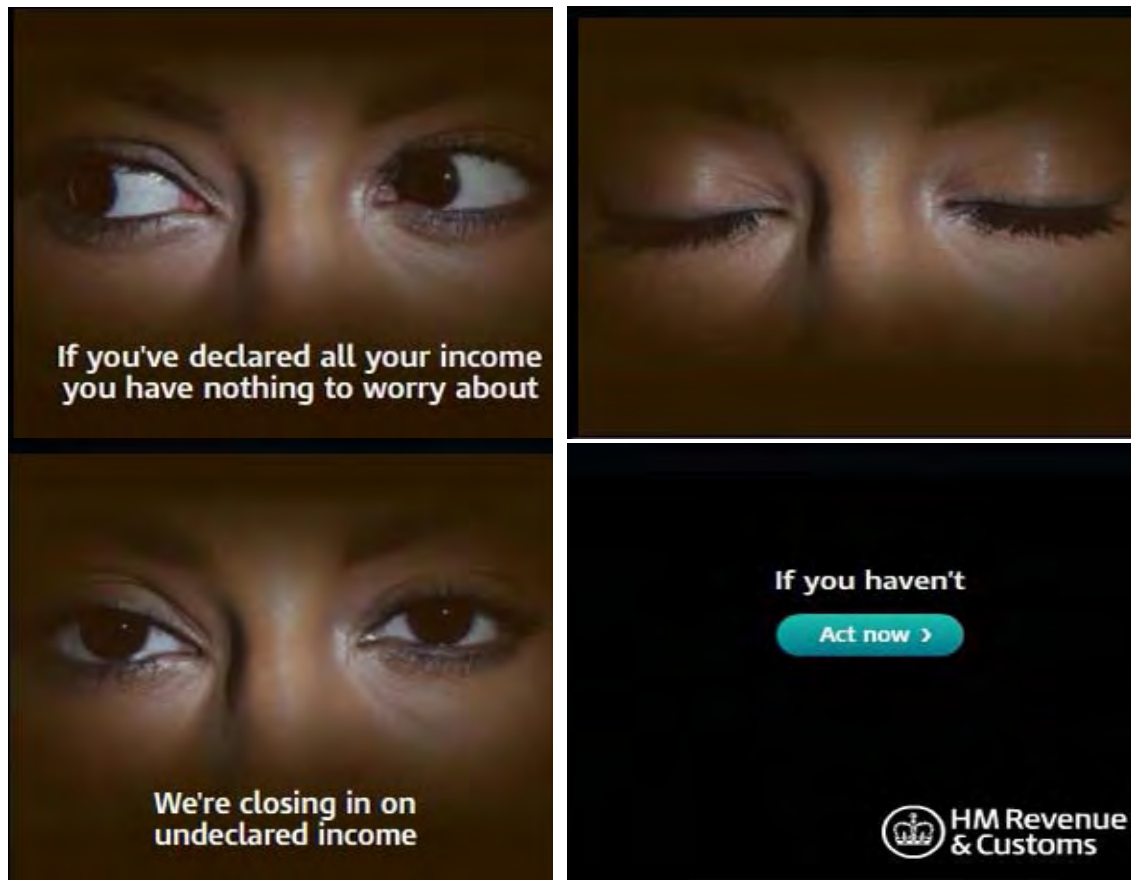 If you've declared all your income
you have nothing to worry about
We're closing in on
undeclared income
If you haven't
Act now ›
HM Revenue
& Customs